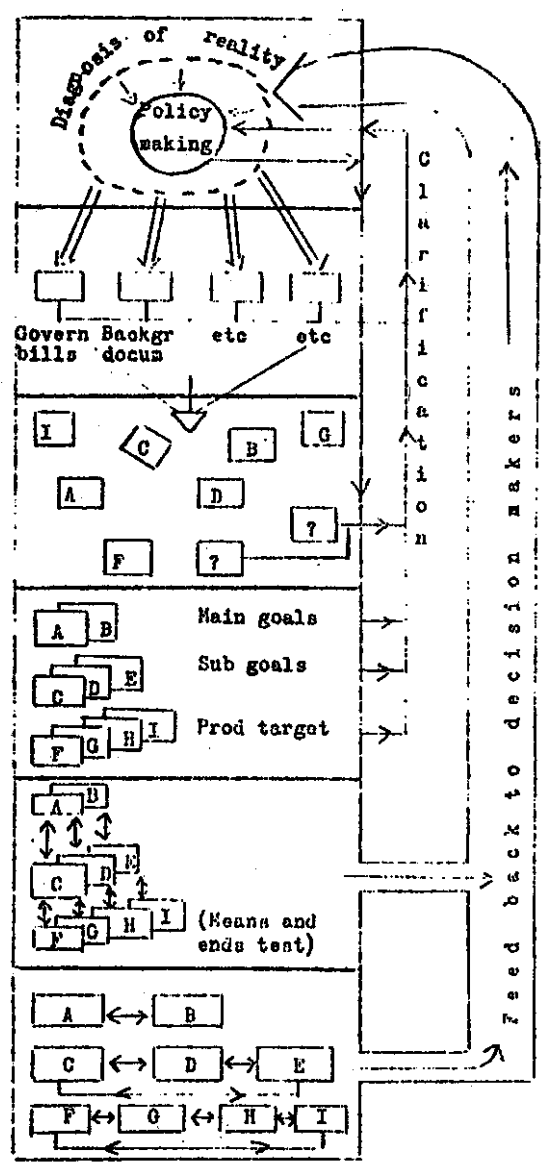 Diagnosis of reality
Policy
making
Govern Backgr etc etc
bills docum
I C B G
A D
?
F ?
Clarification
A B Main goals
C D E Sub goals
F G H I Prod target
A B
C D E
F G H I (Means and
ends test)
Feed back to decision makers
A B
C D E
F G H I